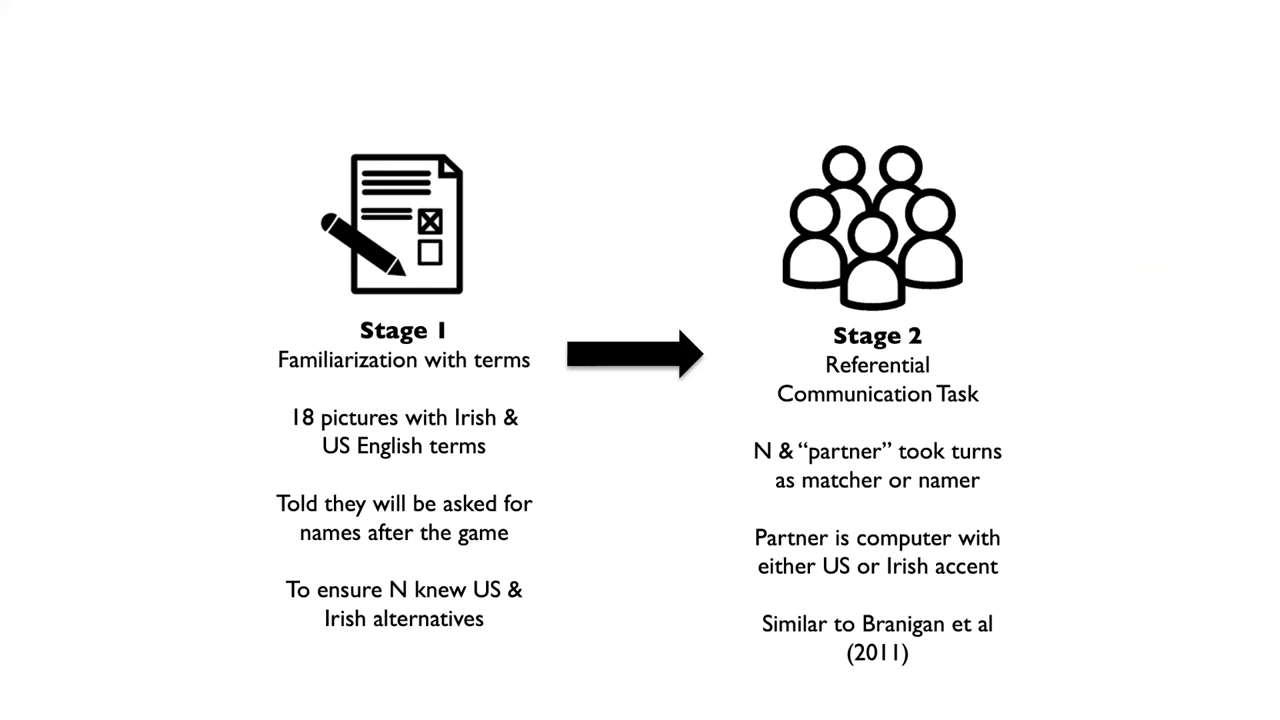 Stage 1
Familiarization with terms
18 pictures with Irish &
US English terms
Told they will be asked for
names after the game
To ensure N knew US &
Irish alternatives
Stage 2
Referential
Communication Task
N & “partner” took turns
as matcher or namer
Partner is computer with
either US or Irish accent
Similar to Branigan et al
(2011)